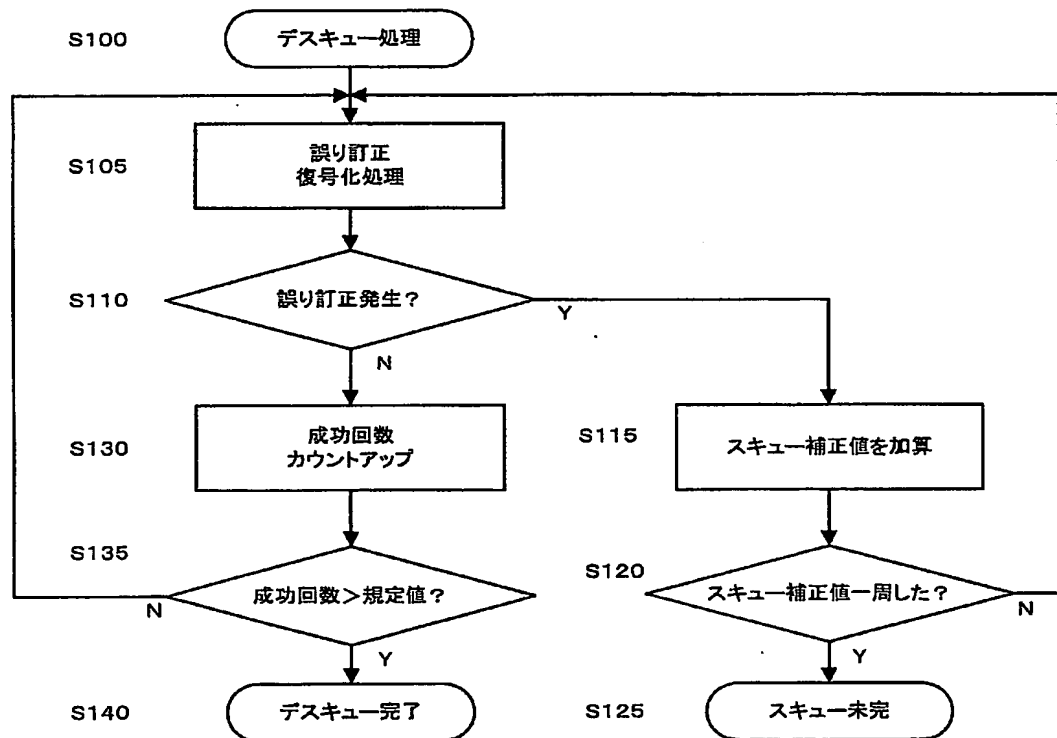 S100
デスキュー処理
S105
誤り訂正
復号化処理
S110
誤り訂正発生?
Y
N
S130
成功回数
カウントアップ
S115
スキュー補正値を加算
S135
成功回数>規定値?
N
Y
S120
スキュー補正値一周した?
N
Y
S140
デスキュー完了
S125
スキュー未完